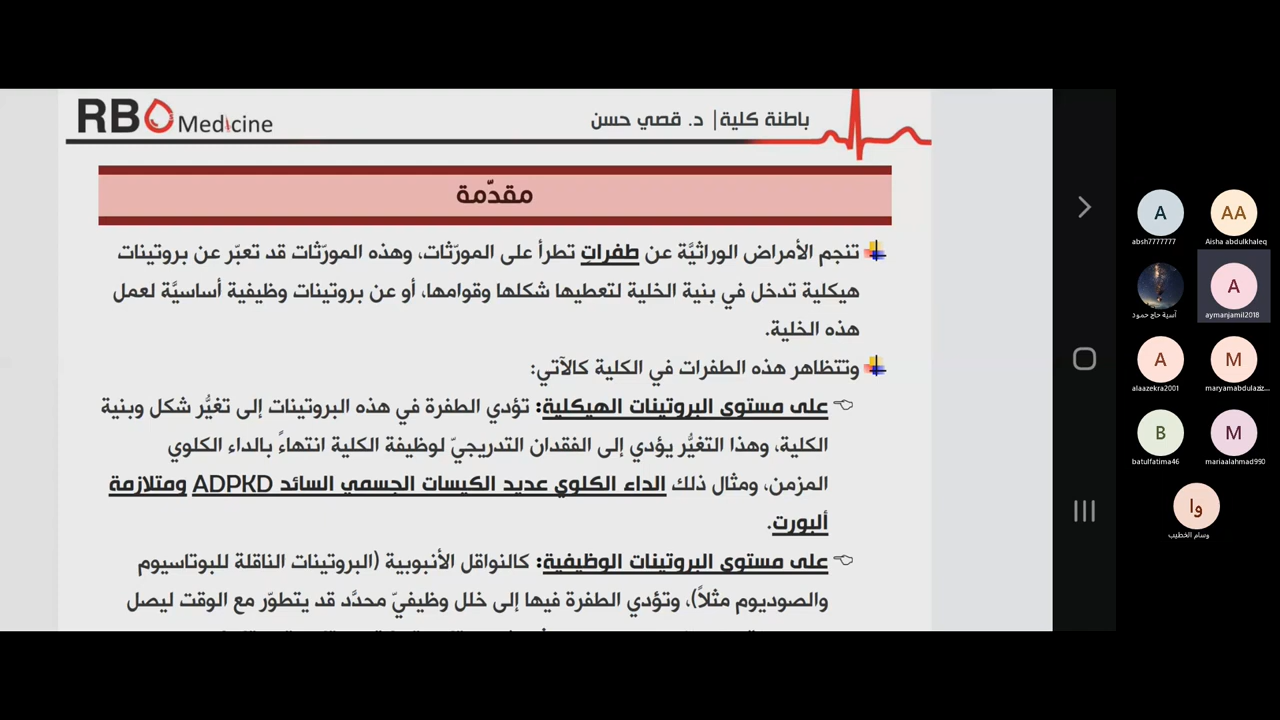 RBO Medicine
باطنة كلية | د. قصي حسن
مقدّمة
تنجم الأمراض الوراثيَّة عن طفراتٍ تطرأ على المورّثات، وهذه المورّثات قد تعبّر عن بروتينات
هيكلية تدخل في بنية الخلية لتعطيها شكلها وقوامها، أو عن بروتينات وظيفية أساسيَّة لعمل
هذه الخلية.
وتتظاهر هذه الطفرات في الكلية كالآتي:
على مستوى البروتينات الهيكلية: تؤدي الطفرة في هذه البروتينات إلى تغيُّر شكل وبنية
الكلية، وهذا التغيُّر يؤدي إلى الفقدان التدريجيّ لوظيفة الكلية انتهاءً بالداء الكلوي
المزمن، ومثال ذلك الداء الكلوي عديد الكيسات الجسمي السائد ADPKD ومتلازمة
ألبورت.
على مستوى البروتينات الوظيفية: كالنواقل الأنبوبية (البروتينات الناقلة للبوتاسيوم
والصوديوم مثلاً)، وتؤدي الطفرة فيها إلى خلل وظيفيّ محدَّد قد يتطوّر مع الوقت ليصل
A
absh7777777
AA
Aisha abdulkhaleq
آسية حاج حمود
A
aymanjamil2018
A
alaazekra2001
M
maryamabdulaziz...
B
batulfatima46
M
mariaalahmad990
وا
وسام الخطيب